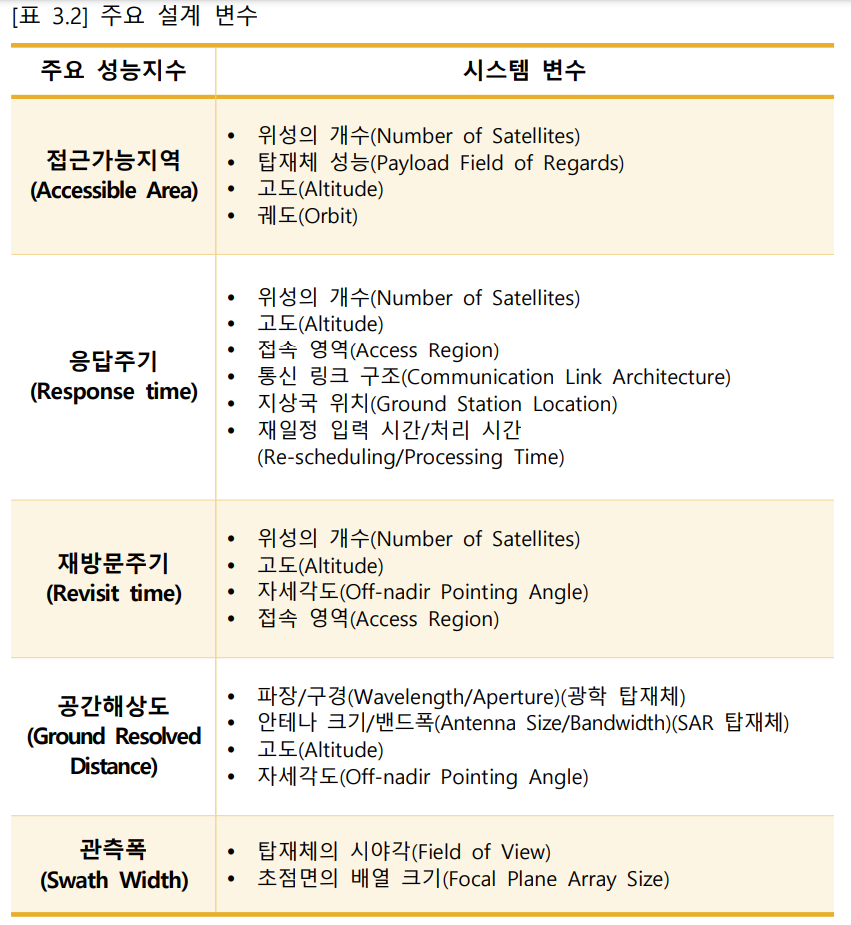 [표 3.2] 주요 설계 변수
주요 성능지수
시스템 변수
접근가능지역
(Accessible Area)
• 위성의 개수(Number of Satellites)
• 탑재체 성능(Payload Field of Regards)
• 고도(Altitude)
• 궤도(Orbit)
응답주기
(Response time)
• 위성의 개수(Number of Satellites)
• 고도(Altitude)
• 접속 영역(Access Region)
• 통신 링크 구조(Communication Link Architecture)
• 지상국 위치(Ground Station Location)
• 재일정 입력 시간/처리 시간
(Re-scheduling/Processing Time)
재방문주기
(Revisit time)
• 위성의 개수(Number of Satellites)
• 고도(Altitude)
• 자세각도(Off-nadir Pointing Angle)
• 접속 영역(Access Region)
공간해상도
(Ground Resolved
Distance)
• 파장/구경(Wavelength/Aperture)(광학 탑재체)
• 안테나 크기/밴드폭(Antenna Size/Bandwidth)(SAR 탑재체)
• 고도(Altitude)
• 자세각도(Off-nadir Pointing Angle)
관측폭
(Swath Width)
• 탑재체의 시야각(Field of View)
• 초점면의 배열 크기(Focal Plane Array Size)